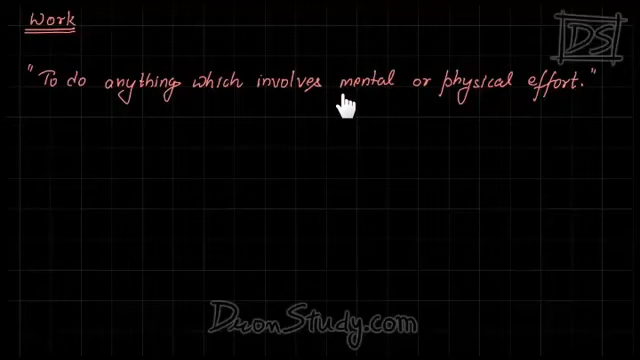 Work
DS
"To do anything which involves mental or physical effort."
DronStudy.com